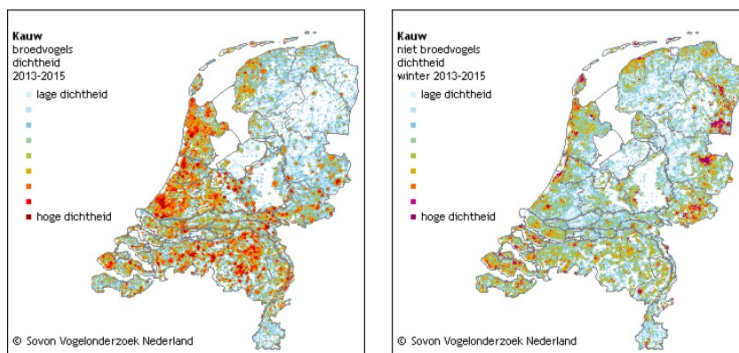 Kauw
broedvogels
dichtheid
2013-2015
lage dichtheid
hoge dichtheid
© Sovon Vogelonderzoek Nederland
Kauw
niet broedvogels
dichtheid
winter 2013-2015
lage dichtheid
hoge dichtheid
© Sovon Vogelonderzoek Nederland